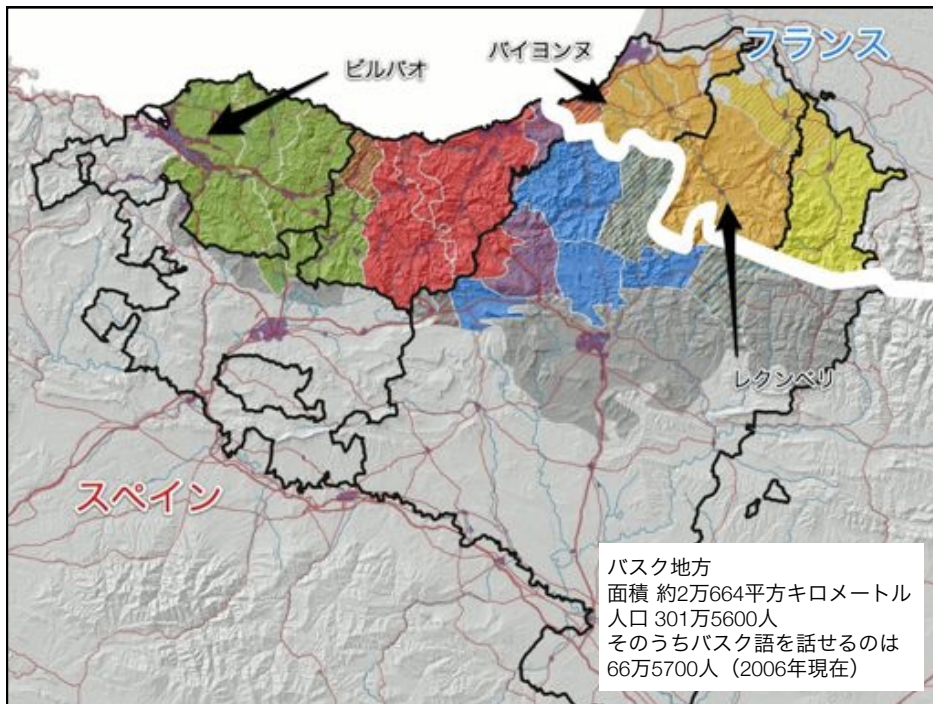 フランス
バイヨンヌ
ビルバオ
レクンベリ
スペイン
バスク地方
面積 約2万664平方キロメートル
人口 301万5600人
そのうちバスク語を話せるのは
66万5700人（2006年現在）